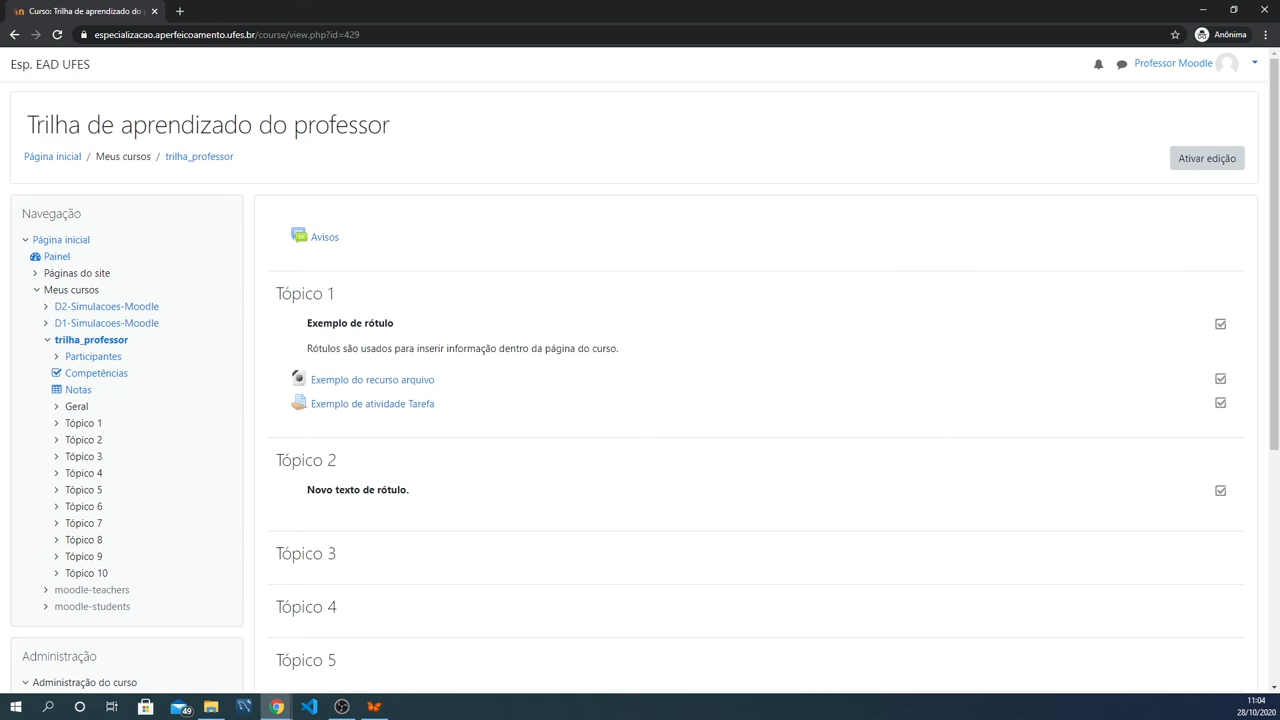 Curso: Trilha de aprendizado do
especializacao.aperfeicoamento.ufes.br/course/view.php?id=429
Anônima
Esp. EAD UFES
Professor Moodle
Trilha de aprendizado do professor
Página inicial / Meus cursos / trilha_professor
Ativar edição
Navegação
Página inicial
Painel
Páginas do site
Meus cursos
D2-Simulacoes-Moodle
D1-Simulacoes-Moodle
trilha_professor
Participantes
Competências
Notas
Geral
Tópico 1
Tópico 2
Tópico 3
Tópico 4
Tópico 5
Tópico 6
Tópico 7
Tópico 8
Tópico 9
Tópico 10
moodle-teachers
moodle-students
Administração
Administração do curso
Avisos
Tópico 1
Exemplo de rótulo
Rótulos são usados para inserir informação dentro da página do curso.
Exemplo do recurso arquivo
Exemplo de atividade Tarefa
Tópico 2
Novo texto de rótulo.
Tópico 3
Tópico 4
Tópico 5
49
11:04
28/10/2020